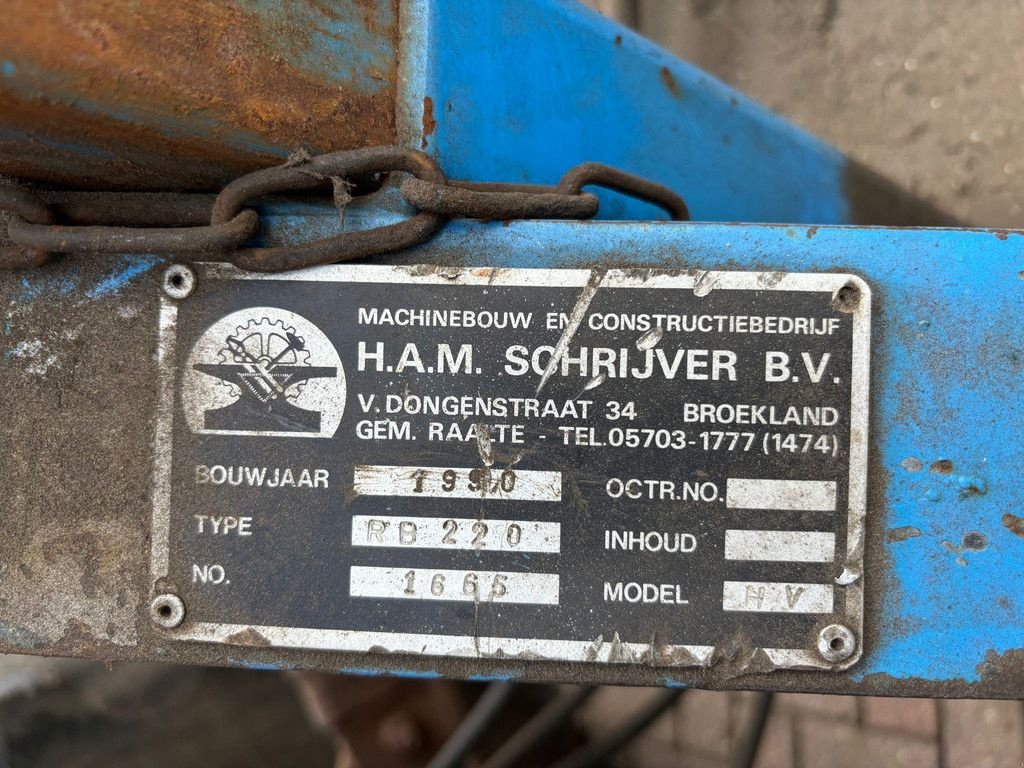 MACHINEBOUW EN CONSTRUCTIEBEDRIJF
H.A.M. SCHRIJVER B.V.
V. DONGENSTRAAT 34 BROEKLAND
GEM. RAALTE - TEL.05703-1777 (1474)
BOUWJAAR 1990 OCTR.NO.
TYPE RB 220 INHOUD
NO. 1665 MODEL HV